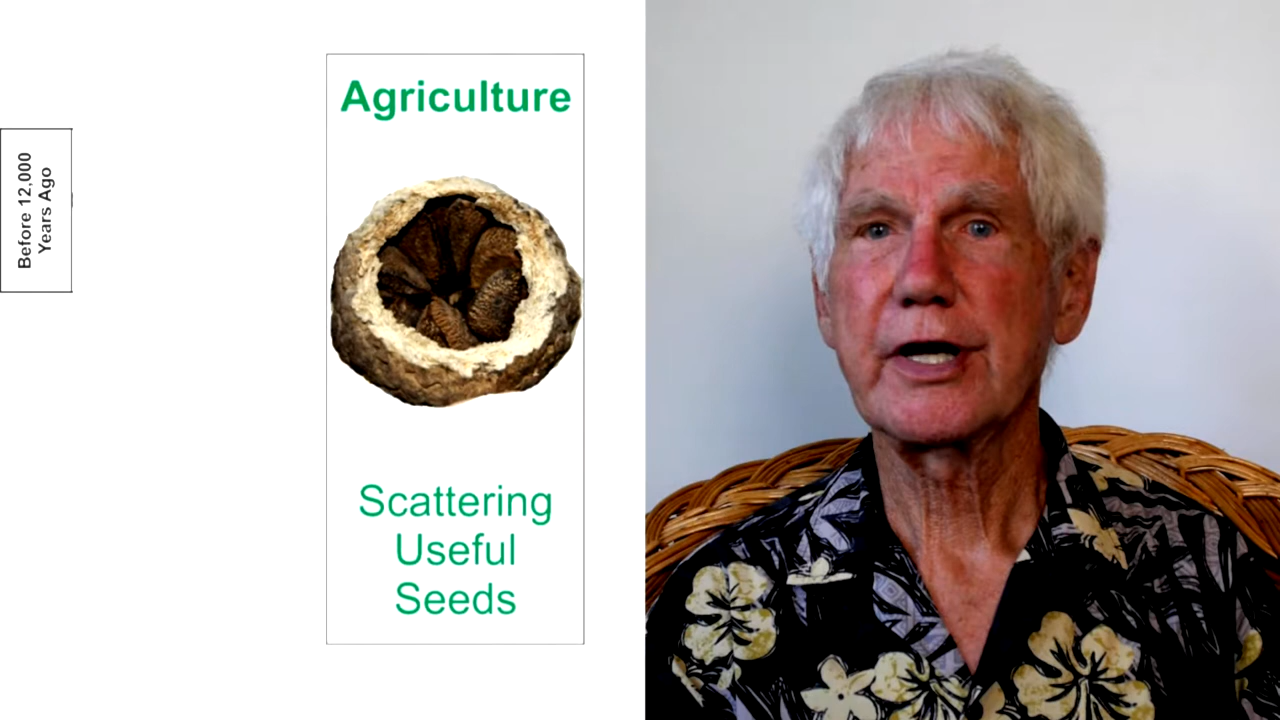 Before 12,000
Years Ago
Agriculture
Scattering
Useful
Seeds